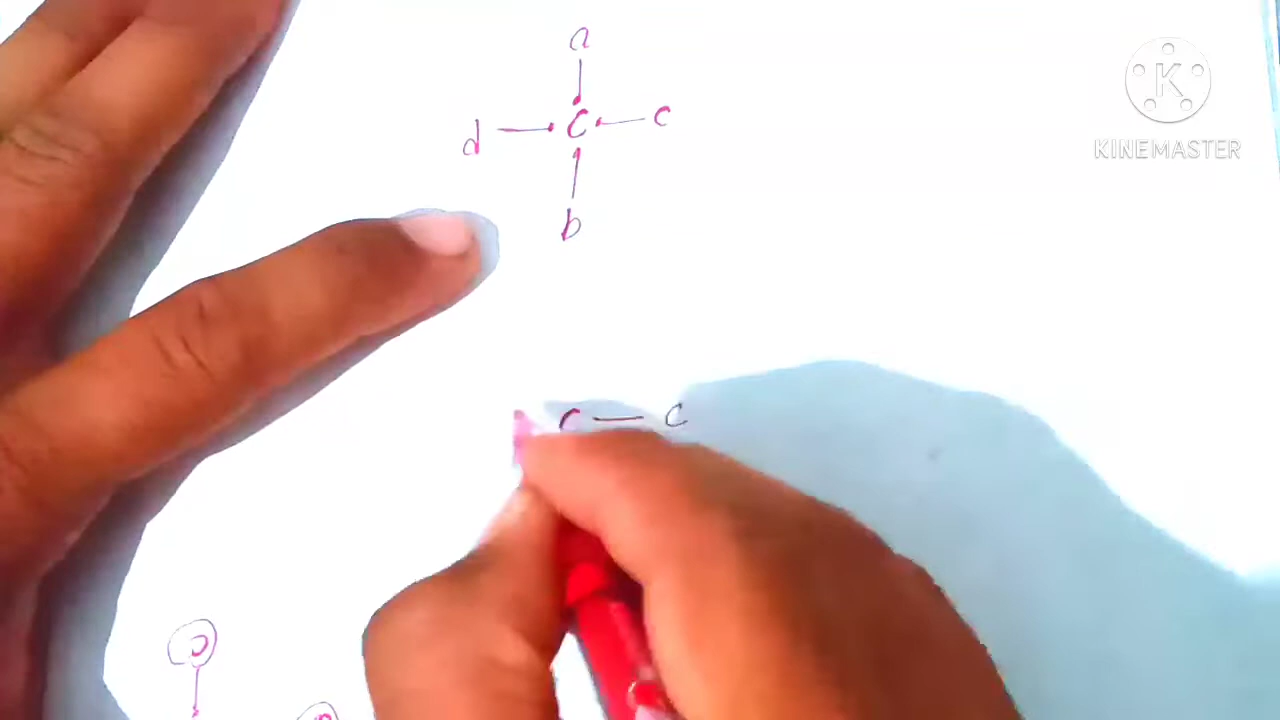 a
d — C — c
b
C — C
K
KINEMASTER